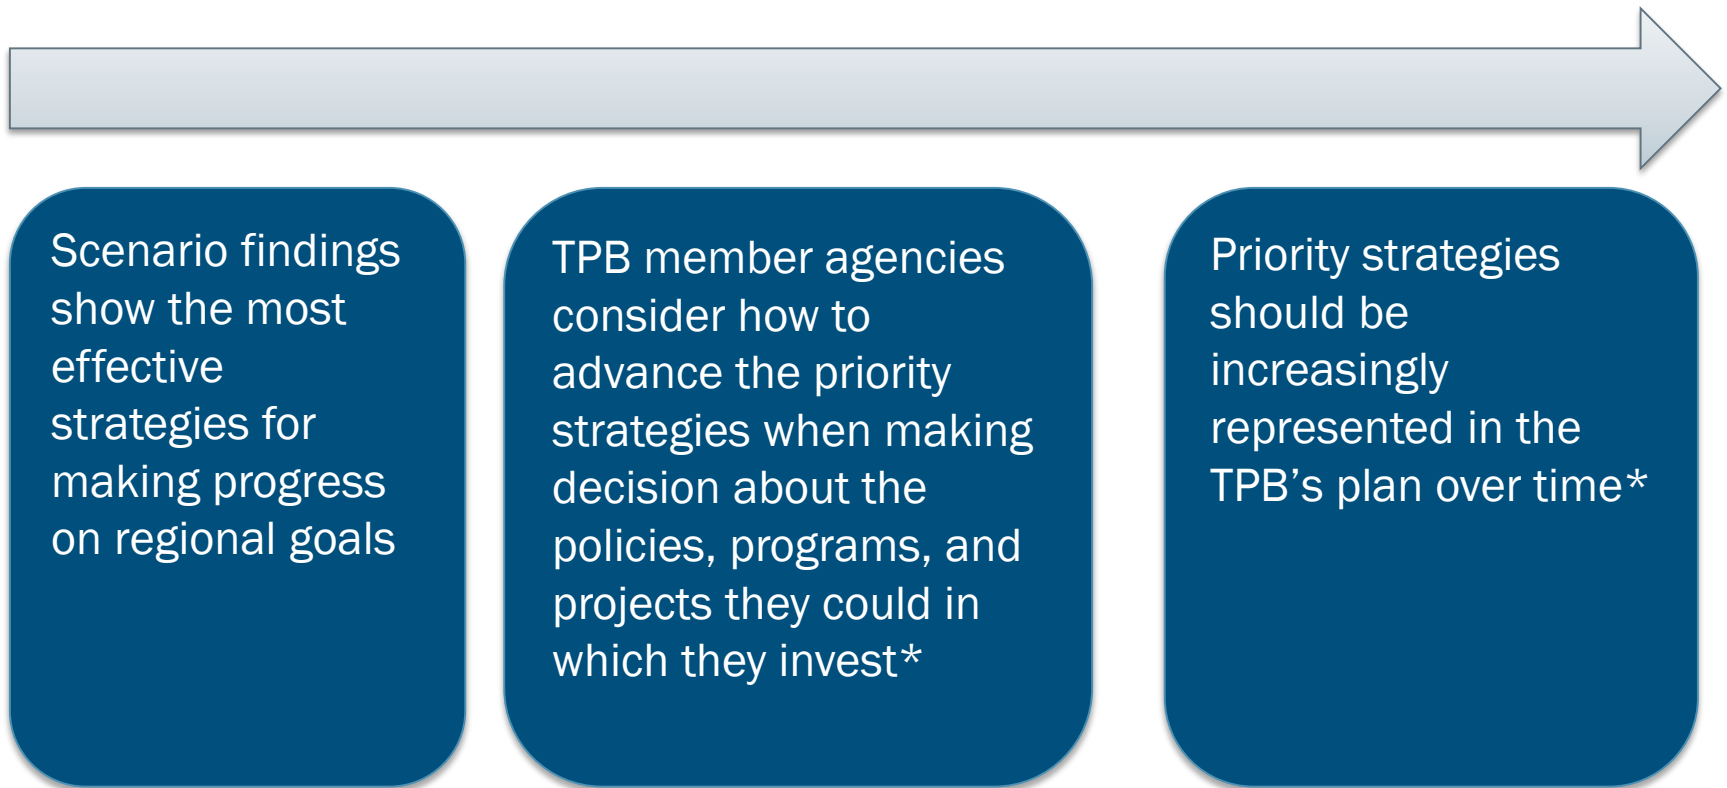 Scenario findings
show the most
effective
strategies for
making progress
on regional goals
TPB member agencies
consider how to
advance the priority
strategies when making
decision about the
policies, programs, and
projects they could in
which they invest*
Priority strategies
should be
increasingly
represented in the
TPB’s plan over time*